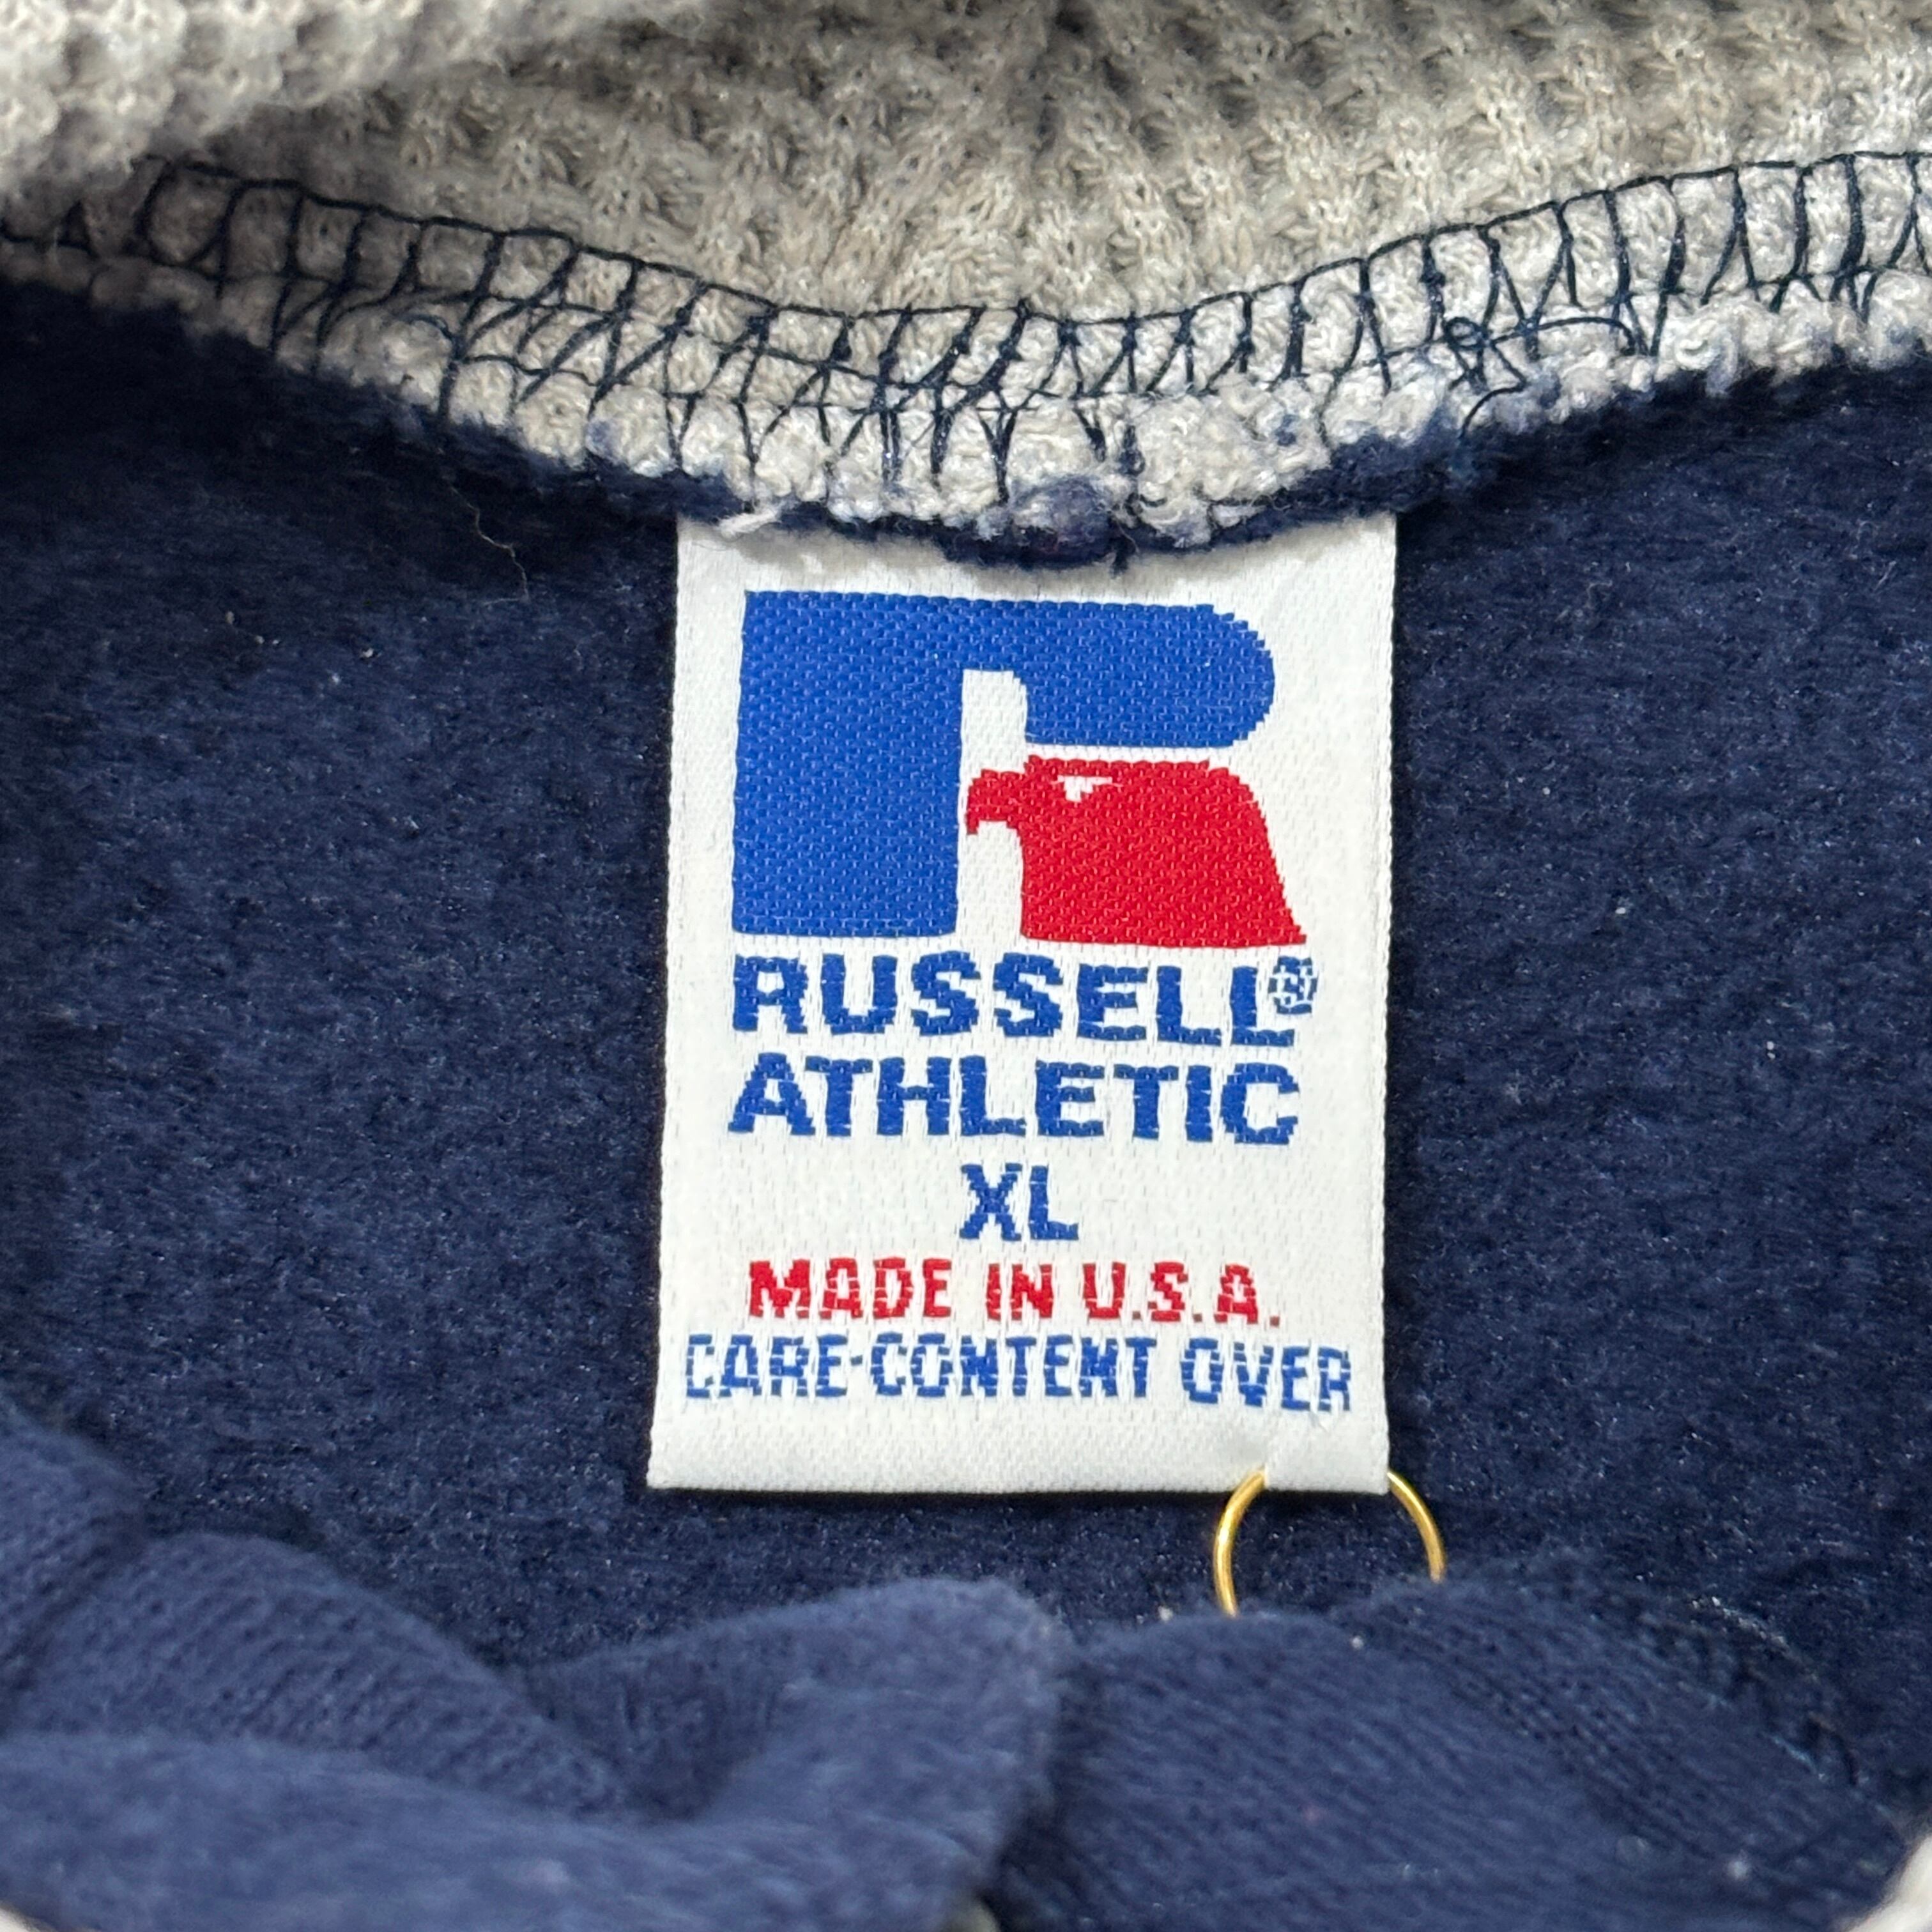 RUSSELL®
ATHLETIC
XL
MADE IN U.S.A.
CARE·CONTENT OVER